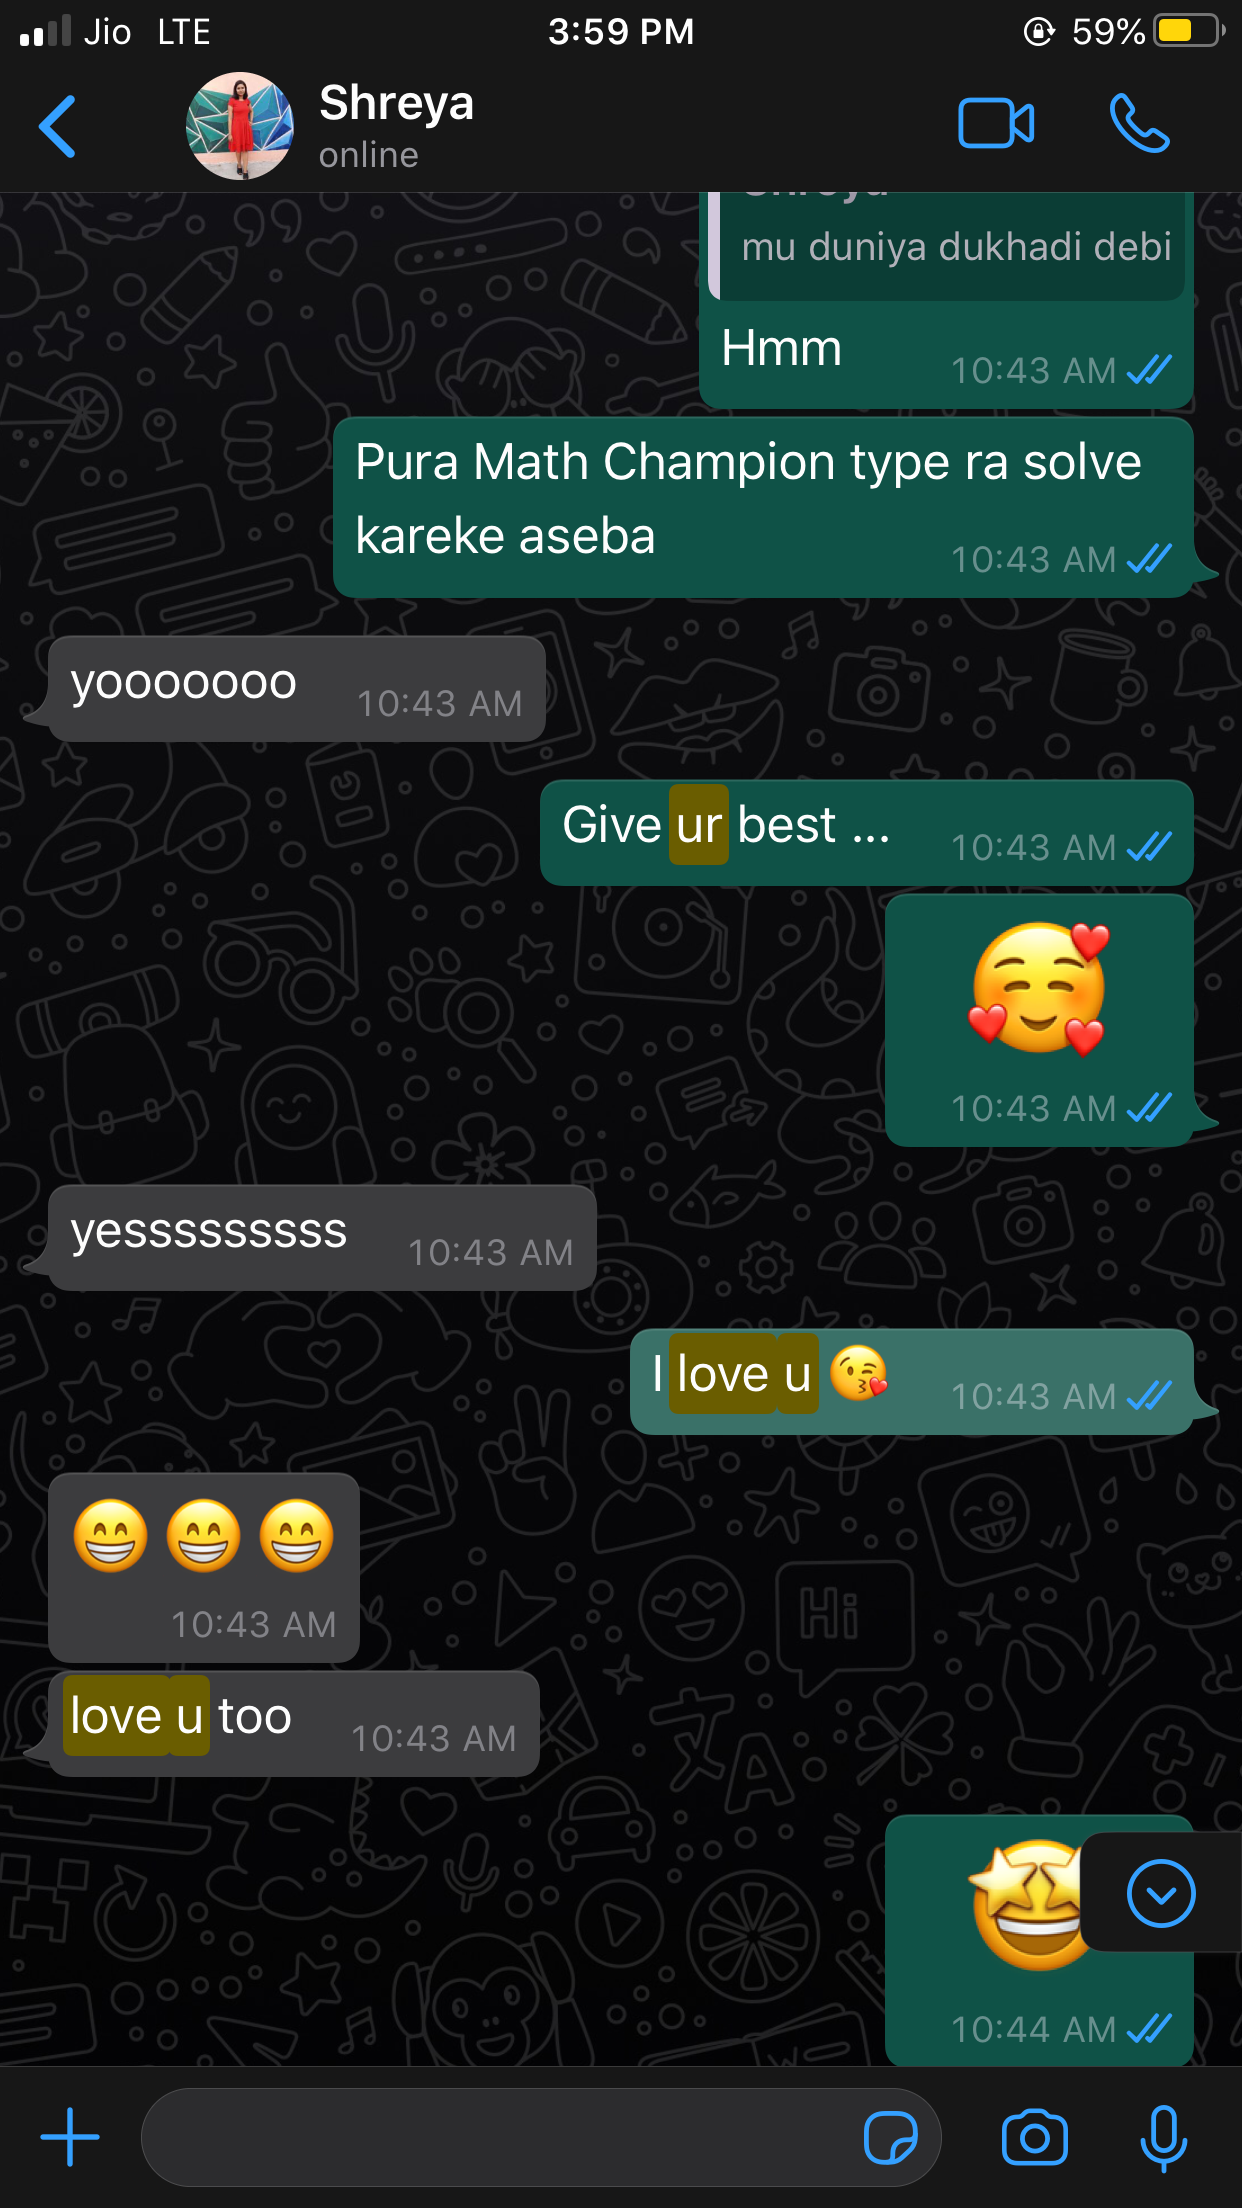 Jio LTE 3:59 PM 59%
Shreya
online
Shreya
mu duniya dukhadi debi
Hmm
10:43 AM
Pura Math Champion type ra solve
kareke aseba
10:43 AM
yooooooo
10:43 AM
Give ur best ...
10:43 AM
🥰
10:43 AM
yesssssssss
10:43 AM
I love u 😘
10:43 AM
😁😁😁
10:43 AM
love u too
10:43 AM
🤩
10:44 AM